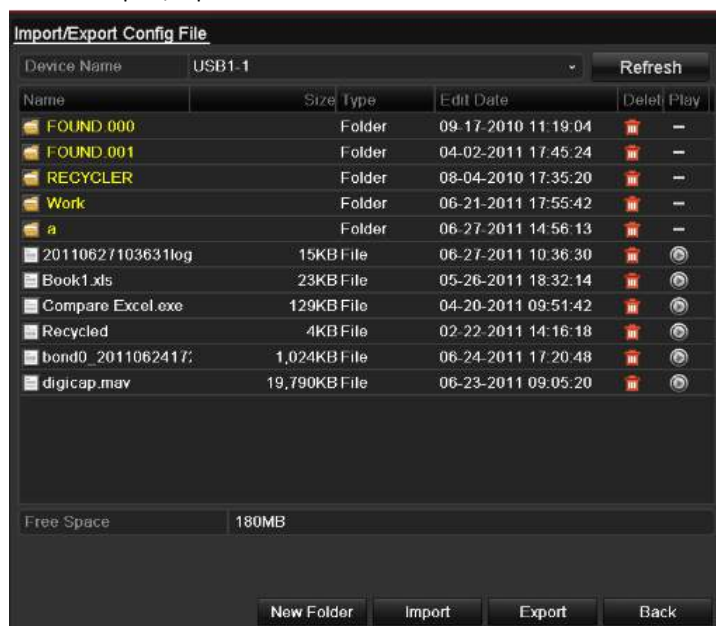 Import/Export Config File
Device Name USB1-1 Refresh
Name Size Type Edit Date Delet Play
FOUND.000 Folder 09-17-2010 11:19:04 –
FOUND.001 Folder 04-02-2011 17:45:24 –
RECYCLER Folder 08-04-2010 17:35:20 –
Work Folder 06-21-2011 17:55:42 –
a Folder 06-27-2011 14:56:13 –
20110627103631log 15KB File 06-27-2011 10:36:30
Book1.xls 23KB File 05-26-2011 18:32:14
Compare Excel.exe 129KB File 04-20-2011 09:51:42
Recycled 4KB File 02-22-2011 14:16:18
bond0_2011062417: 1,024KB File 06-24-2011 17:20:48
digicap.mav 19,790KB File 06-23-2011 09:05:20
Free Space 180MB
New Folder Import Export Back